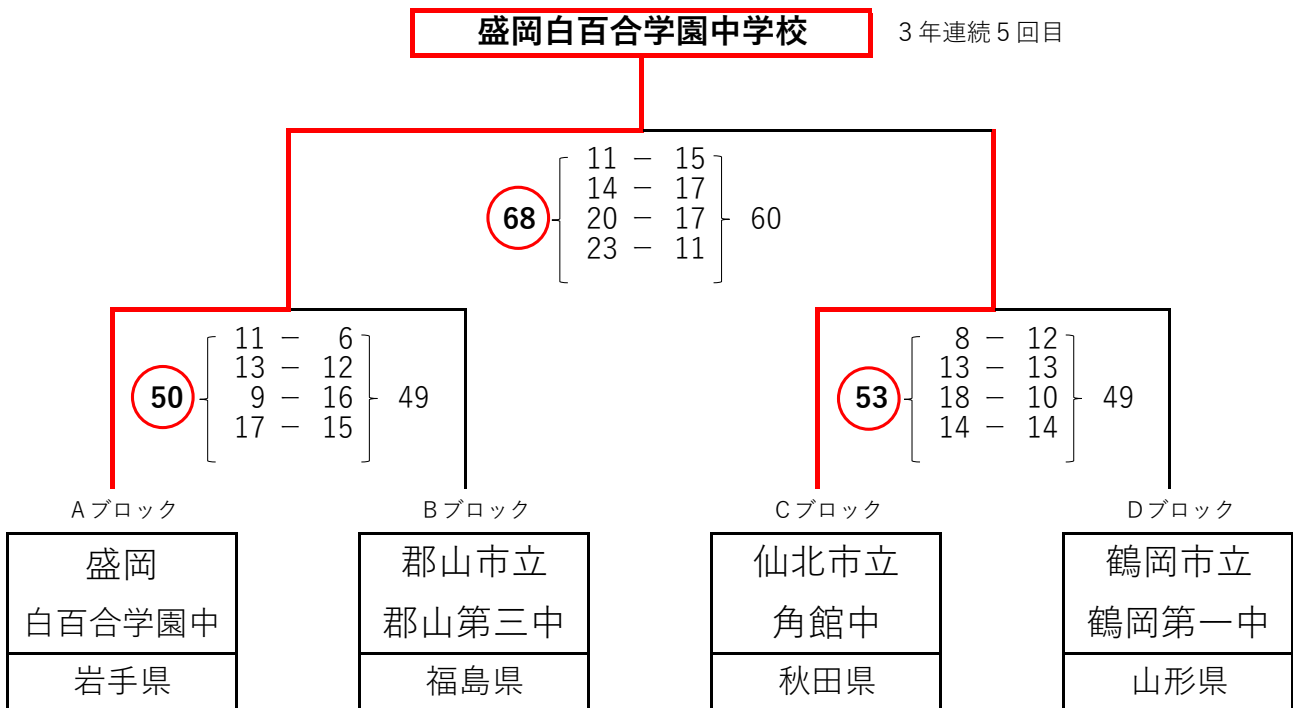 盛岡白百合学園中学校 3年連続5回目
11 － 15
14 － 17
68 20 － 17 60
23 － 11
11 － 6
13 － 12
50 9 － 16 49
17 － 15
8 － 12
13 － 13
53 18 － 10 49
14 － 14
Aブロック Bブロック Cブロック Dブロック
盛岡 郡山市立 仙北市立 鶴岡市立
白百合学園中 郡山第三中 角館中 鶴岡第一中
岩手県 福島県 秋田県 山形県